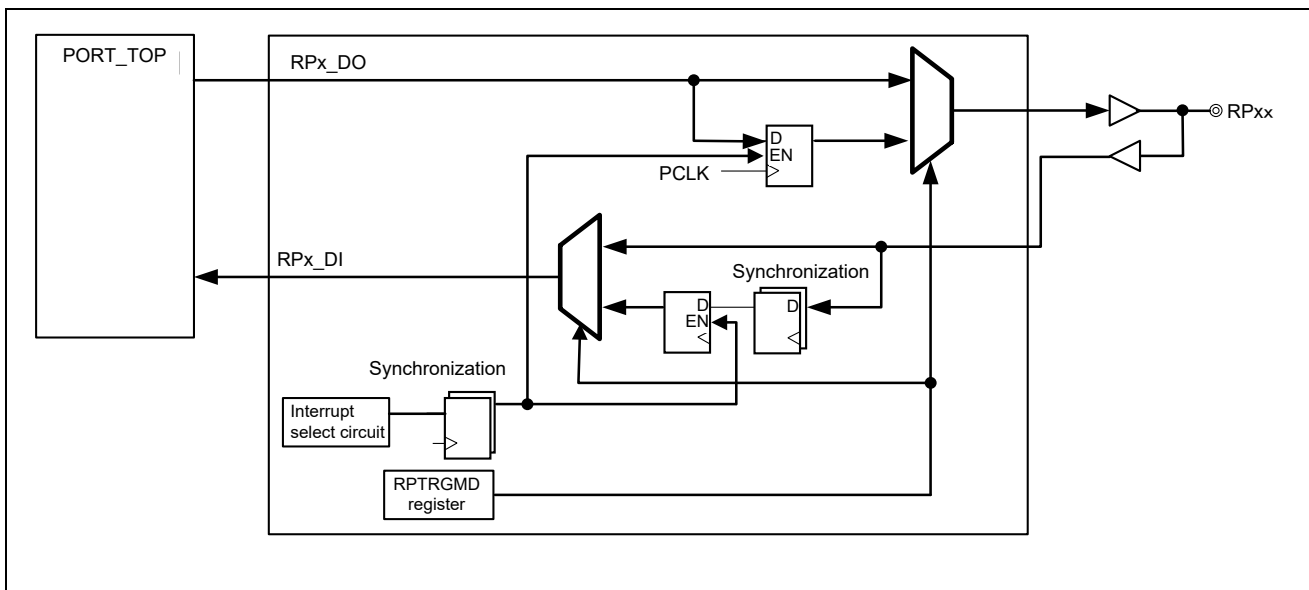 PORT_TOP
RPx_DO
D
EN
PCLK
RPxx
RPx_DI
Synchronization
D
EN
D
Synchronization
Interrupt
select circuit
RPTRGMD
register